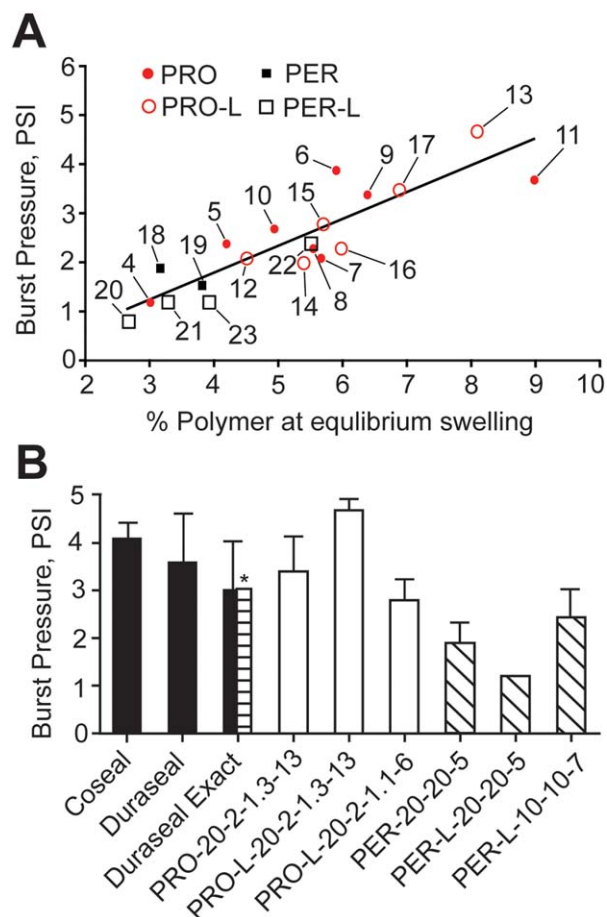 A
Burst Pressure, PSI
6
5
4
3
2
1
0
PRO
PER
PRO-L
PER-L
13
6
9
17
11
15
10
5
18
19
4
12
22
16
20
21
23
14
8
7
2 3 4 5 6 7 8 9 10
% Polymer at equlibrium swelling
B
Burst Pressure, PSI
5
4
3
2
1
0
*
Coseal
Duraseal
Duraseal Exact
PRO-20-2-1.3-13
PRO-L-20-2-1.3-13
PRO-L-20-2-1.1-6
PER-20-20-5
PER-L-20-20-5
PER-L-10-10-7